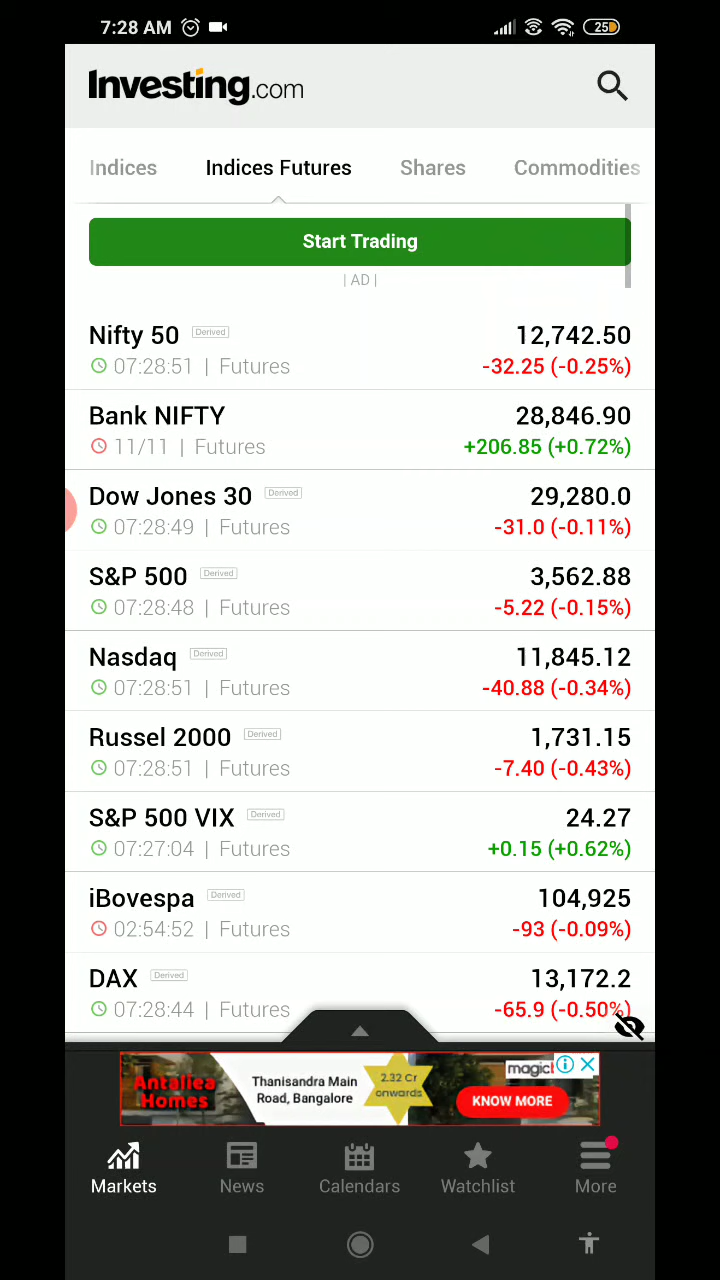 7:28 AM 25
Investing.com
Indices Indices Futures Shares Commodities
Start Trading
| AD |
Nifty 50 Derived 12,742.50
07:28:51 | Futures -32.25 (-0.25%)
Bank NIFTY 28,846.90
11/11 | Futures +206.85 (+0.72%)
Dow Jones 30 Derived 29,280.0
07:28:49 | Futures -31.0 (-0.11%)
S&P 500 Derived 3,562.88
07:28:48 | Futures -5.22 (-0.15%)
Nasdaq Derived 11,845.12
07:28:51 | Futures -40.88 (-0.34%)
Russel 2000 Derived 1,731.15
07:28:51 | Futures -7.40 (-0.43%)
S&P 500 VIX Derived 24.27
07:27:04 | Futures +0.15 (+0.62%)
iBovespa Derived 104,925
02:54:52 | Futures -93 (-0.09%)
DAX Derived 13,172.2
07:28:44 | Futures -65.9 (-0.50%)
Antaliea Homes
Thanisandra Main
Road, Bangalore
2.32 Cr
onwards
magic
KNOW MORE
Markets News Calendars Watchlist More